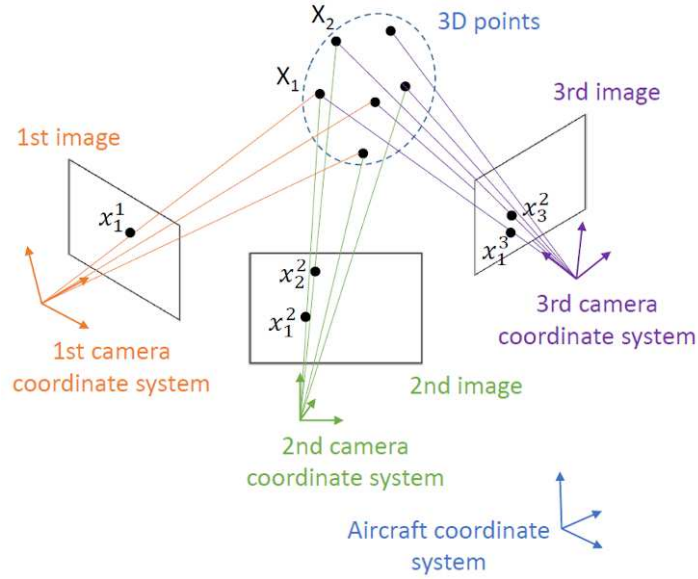 X₂
3D points
X₁
3rd image
1st image
x₁¹
x₃²
x₁³
x₂²
x₁²
3rd camera
coordinate system
1st camera
coordinate system
2nd image
2nd camera
coordinate system
Aircraft coordinate
system